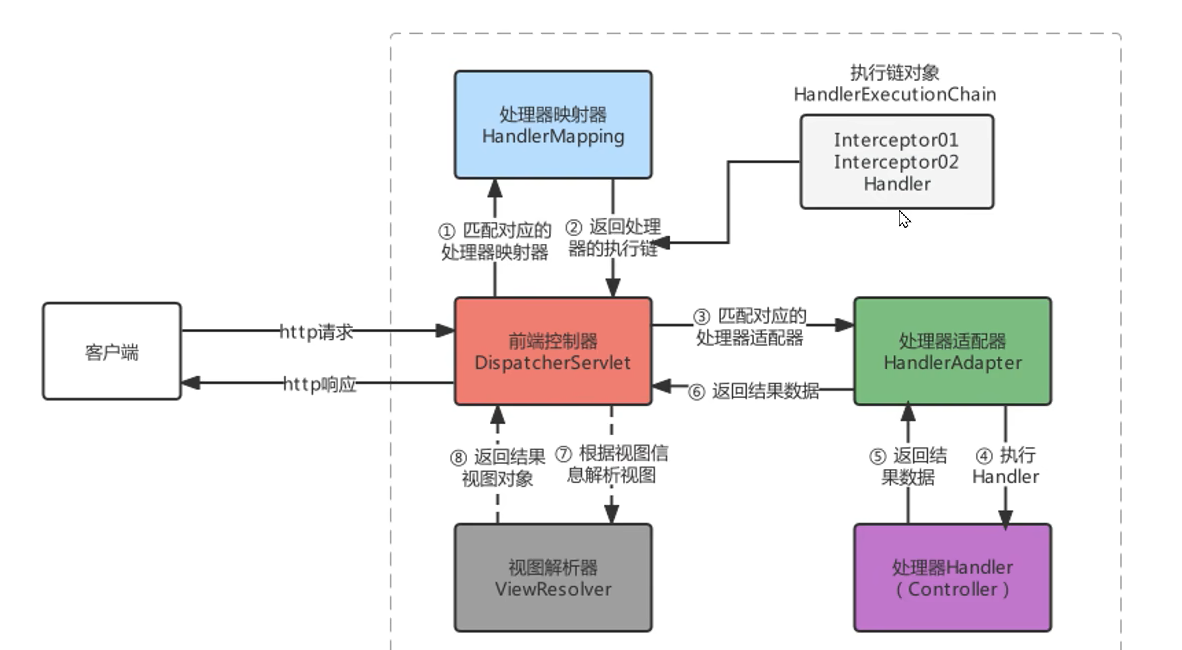 执行链对象
HandlerExecutionChain
处理器映射器
HandlerMapping
Interceptor01
Interceptor02
Handler
① 匹配对应的
处理器映射器
② 返回处理
器的执行链
客户端
http请求
http响应
前端控制器
DispatcherServlet
③ 匹配对应的
处理器适配器
⑥ 返回结果数据
处理器适配器
HandlerAdapter
⑧ 返回结果
视图对象
⑦ 根据视图信
息解析视图
⑤ 返回结
果数据
④ 执行
Handler
视图解析器
ViewResolver
处理器Handler
( Controller )